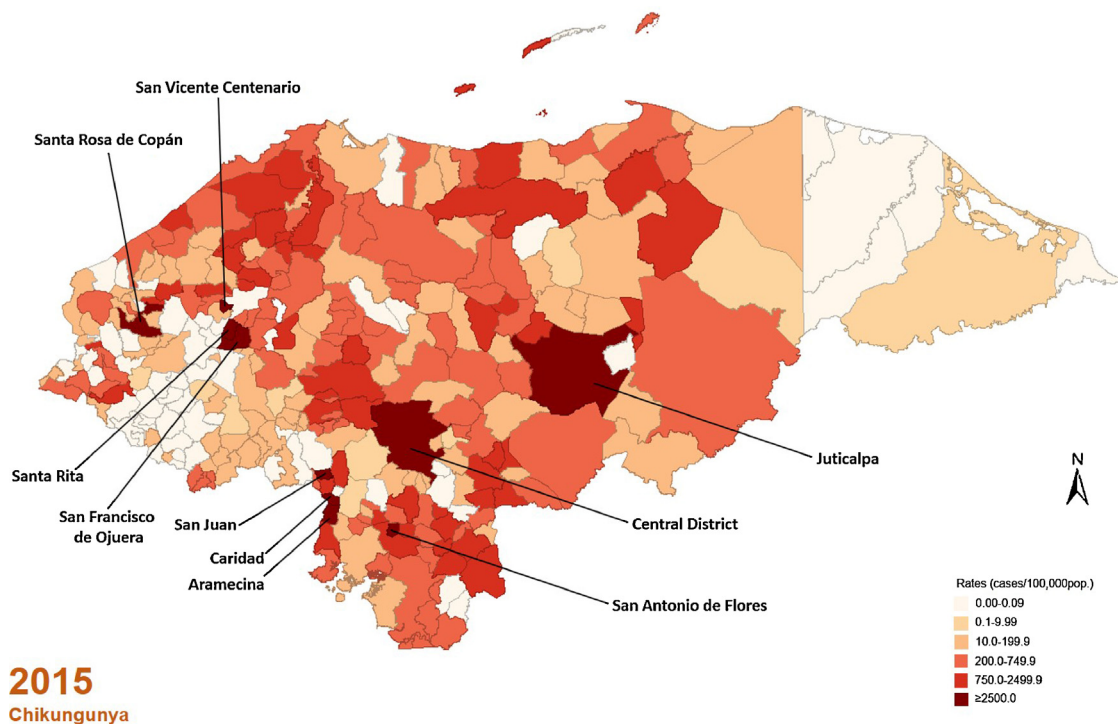 San Vicente Centenario
Santa Rosa de Copán
Santa Rita
San Francisco
de Ojuera
San Juan
Caridad
Aramecina
Juticalpa
Central District
San Antonio de Flores
N
Rates (cases/100,000pop.)
0.00-0.09
0.1-9.99
10.0-199.9
200.0-749.9
750.0-2499.9
≥2500.0
2015
Chikungunya